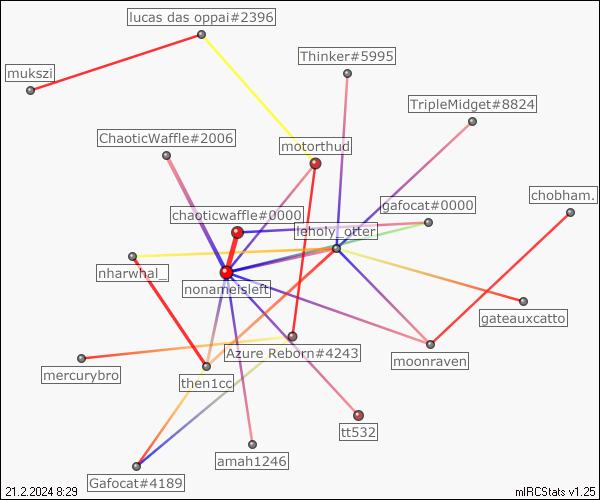 lucas das oppai#2396
Thinker#5995
mukszi
TripleMidget#8824
ChaoticWaffle#2006
motorthud
chobham.
gafocat#0000
chaoticwaffle#0000
leholy_otter
nharwhal_
nonameisleft
gateauxcatto
Azure Reborn#4243
moonraven
mercurybro
then1cc
tt532
amah1246
Gafocat#4189
21.2.2024 8:29
mIRCStats v1.25